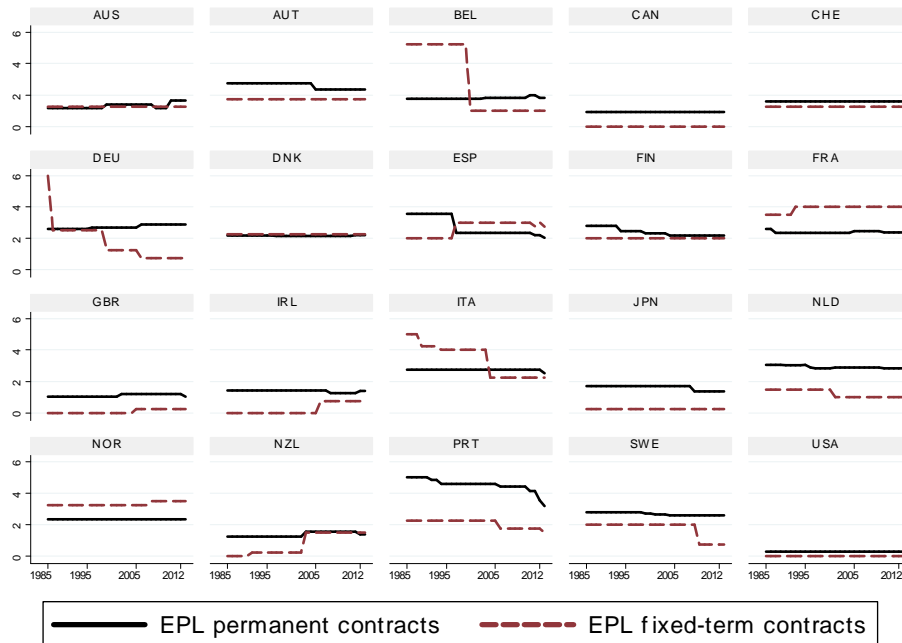 AUS AUT BEL CAN CHE
0 2 4 6
DEU DNK ESP FIN FRA
0 2 4 6
GBR IRL ITA JPN NLD
0 2 4 6
NOR NZL PRT SWE USA
0 2 4 6
1985 1995 2005 2012 1985 1995 2005 2012 1985 1995 2005 2012 1985 1995 2005 2012 1985 1995 2005 2012
EPL permanent contracts EPL fixed-term contracts